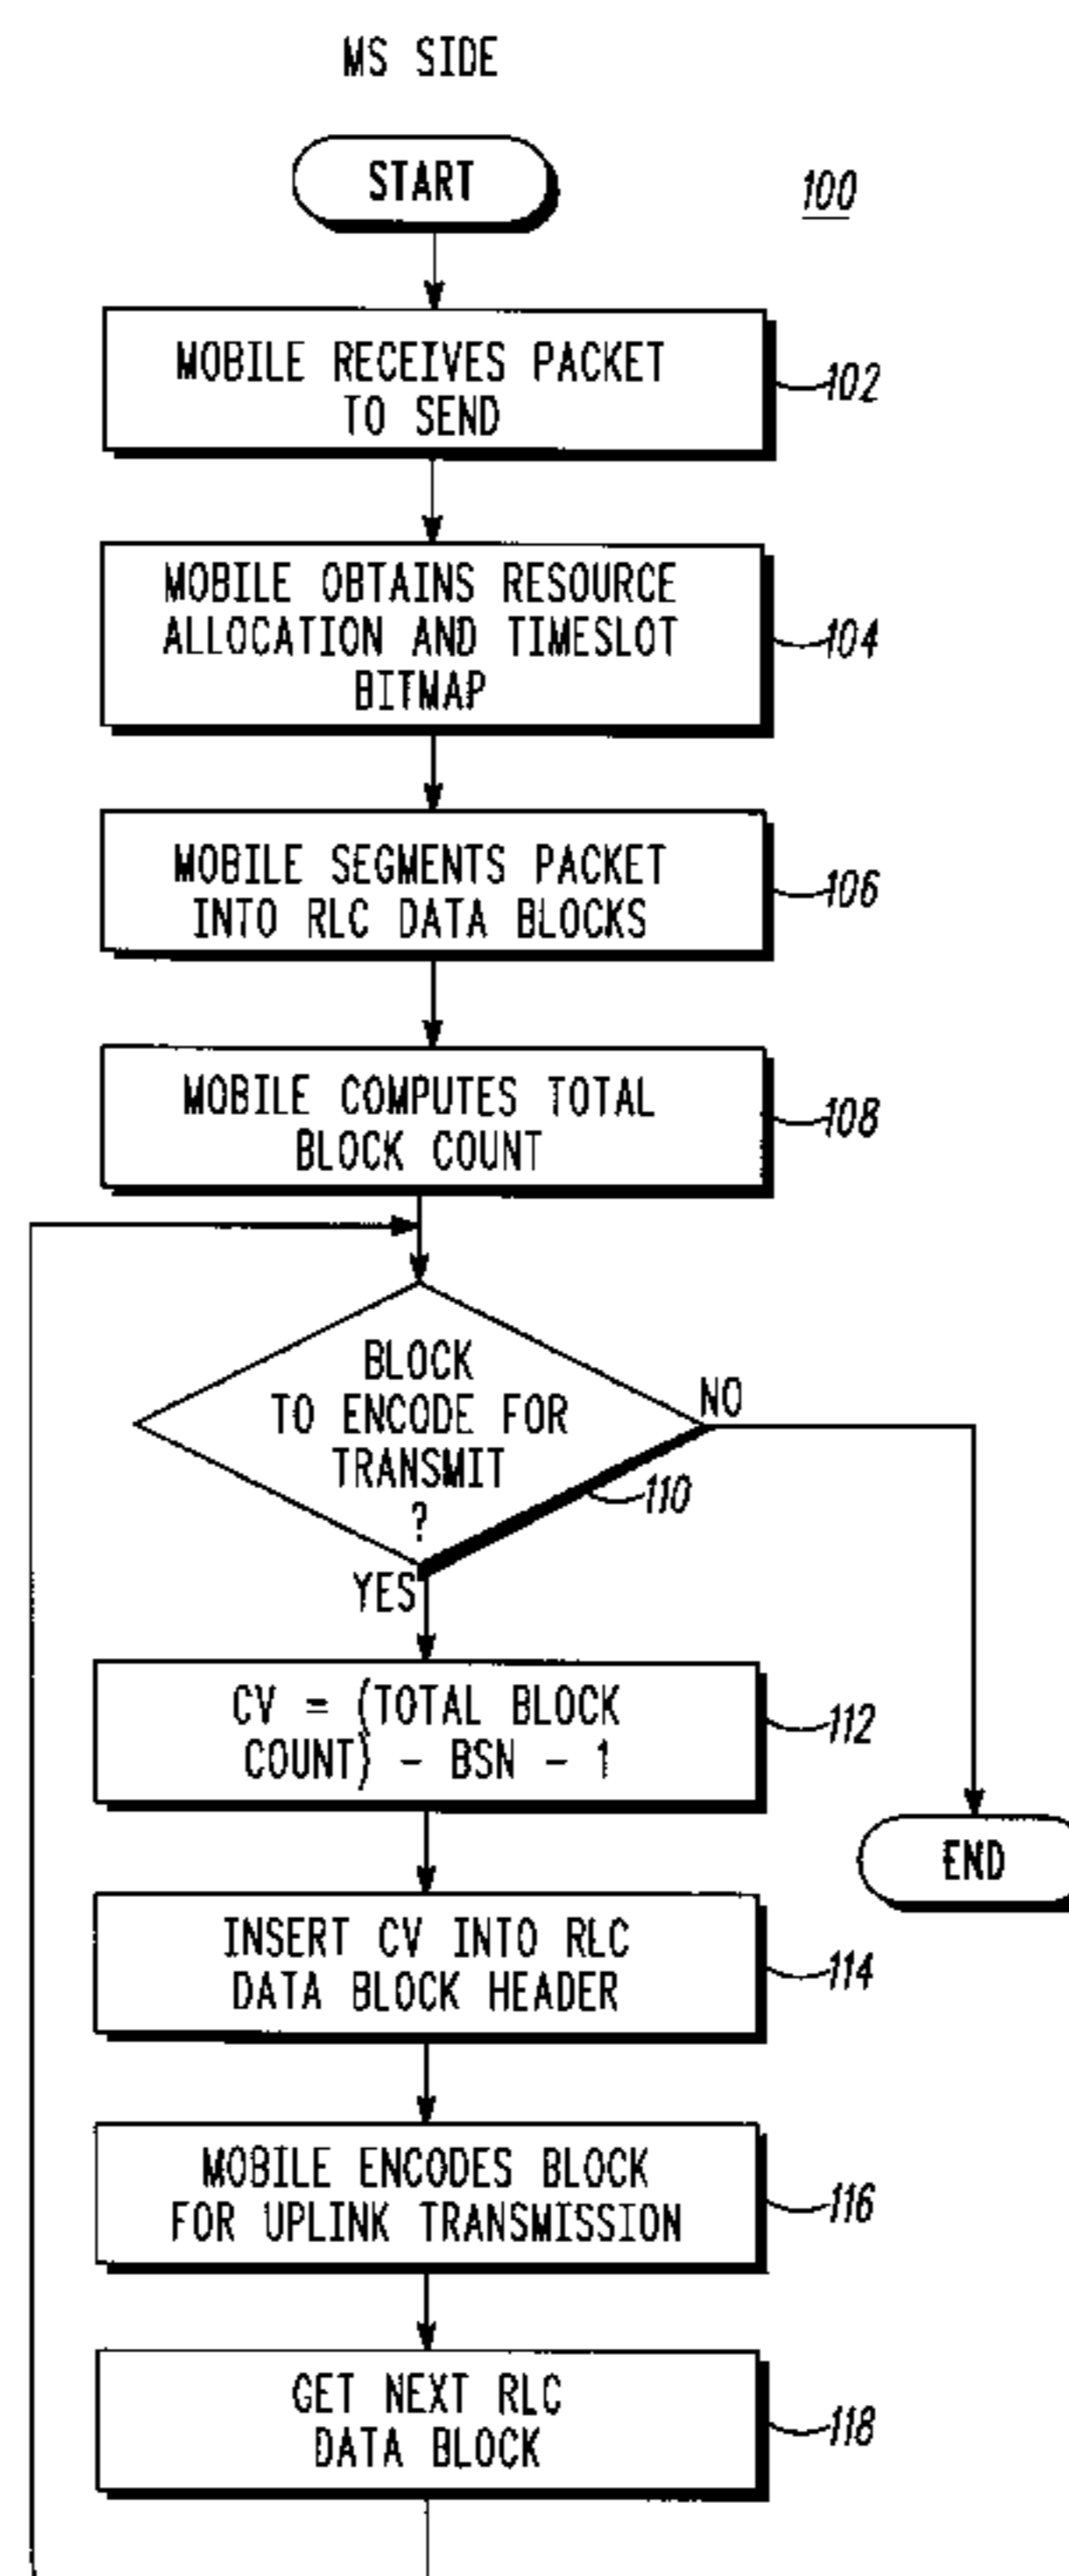 MS SIDE
START
100
MOBILE RECEIVES PACKET
TO SEND
102
MOBILE OBTAINS RESOURCE
ALLOCATION AND TIMESLOT
BITMAP
104
MOBILE SEGMENTS PACKET
INTO RLC DATA BLOCKS
106
MOBILE COMPUTES TOTAL
BLOCK COUNT
108
BLOCK
TO ENCODE FOR
TRANSMIT
?
NO
110
YES
CV = (TOTAL BLOCK
COUNT) - BSN - 1
112
END
INSERT CV INTO RLC
DATA BLOCK HEADER
114
MOBILE ENCODES BLOCK
FOR UPLINK TRANSMISSION
116
GET NEXT RLC
DATA BLOCK
118